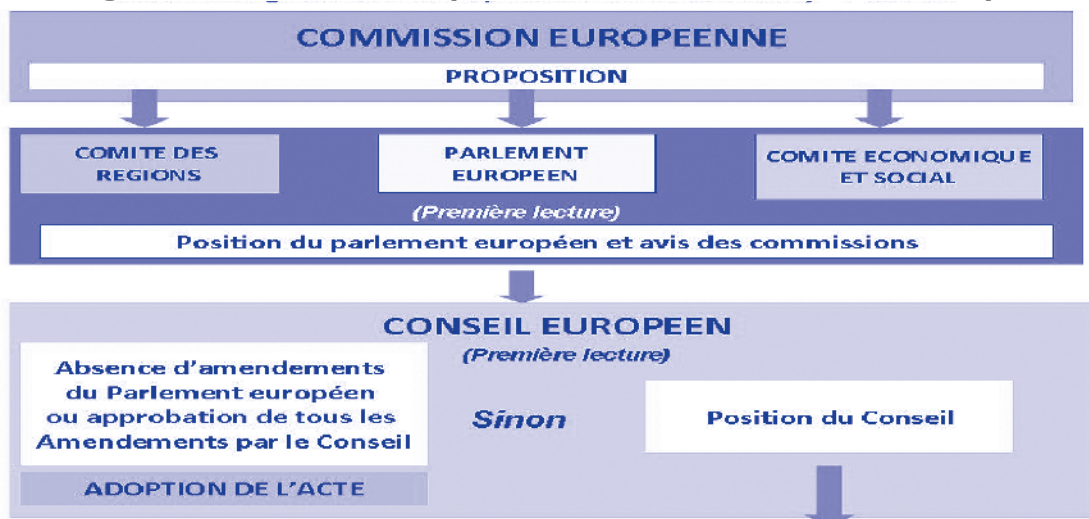 COMMISSION EUROPEENNE
PROPOSITION
COMITE DES
REGIONS
PARLEMENT
EUROPEEN
COMITE ECONOMIQUE
ET SOCIAL
(Première lecture)
Position du parlement européen et avis des commissions
CONSEIL EUROPEEN
(Première lecture)
Absence d'amendements
du Parlement européen
ou approbation de tous les
Amendements par le Conseil
Sinon
Position du Conseil
ADOPTION DE L'ACTE